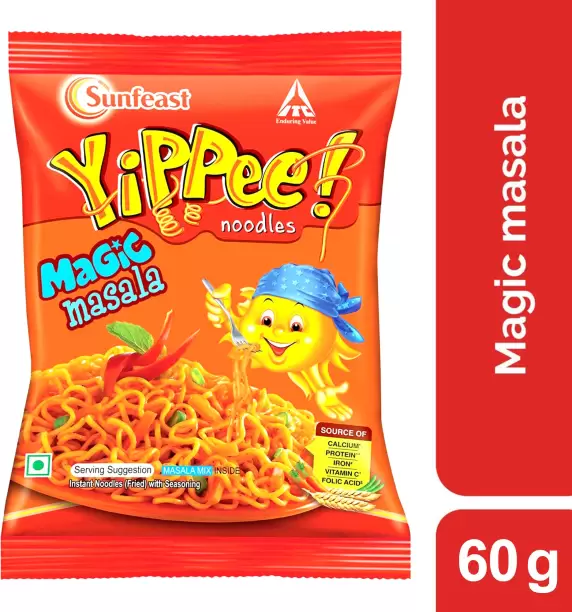 Sunfeast
ITC
Enduring Value
YiPPee!
noodles
MaGiC
masala
SOURCE OF
CALCIUM*
PROTEIN**
IRON*
VITAMIN C*
FOLIC ACID*
Serving Suggestion
MASALA MIX INSIDE
Instant Noodles (Fried) with Seasoning
Magic masala
60 g